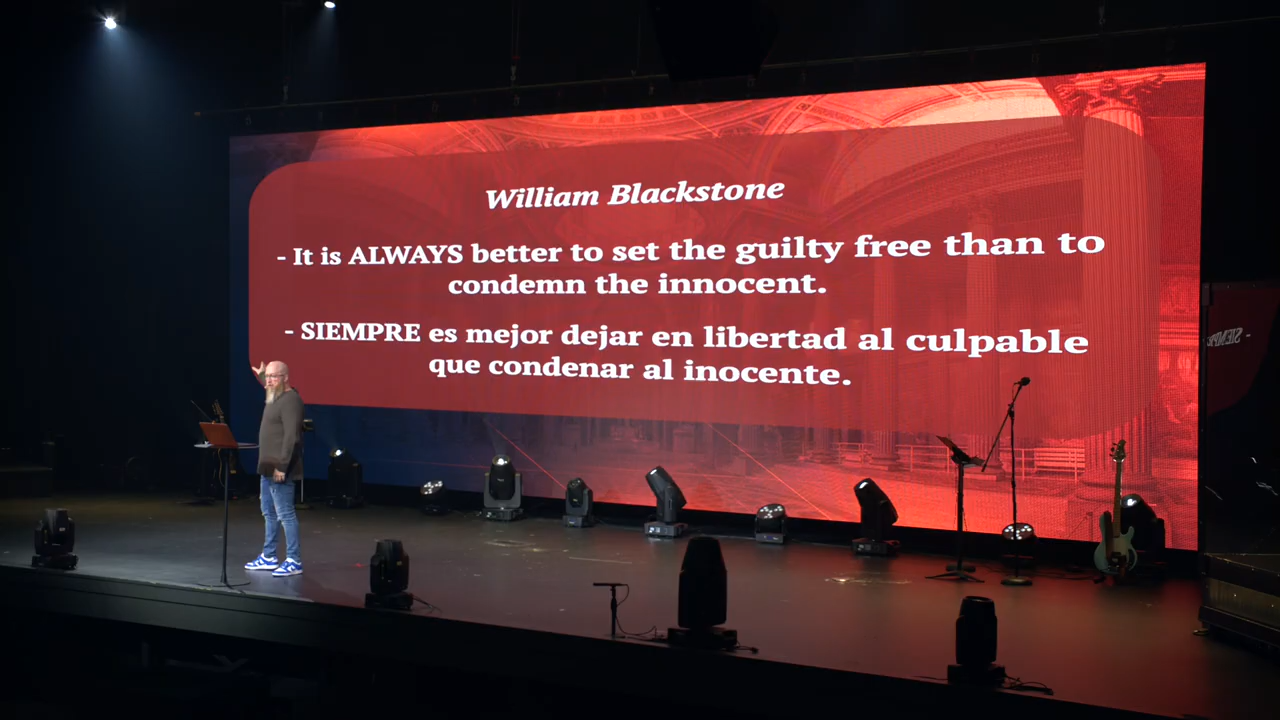 William Blackstone
- It is ALWAYS better to set the guilty free than to
condemn the innocent.
- SIEMPRE es mejor dejar en libertad al culpable
que condenar al inocente.
- SIEMPRE